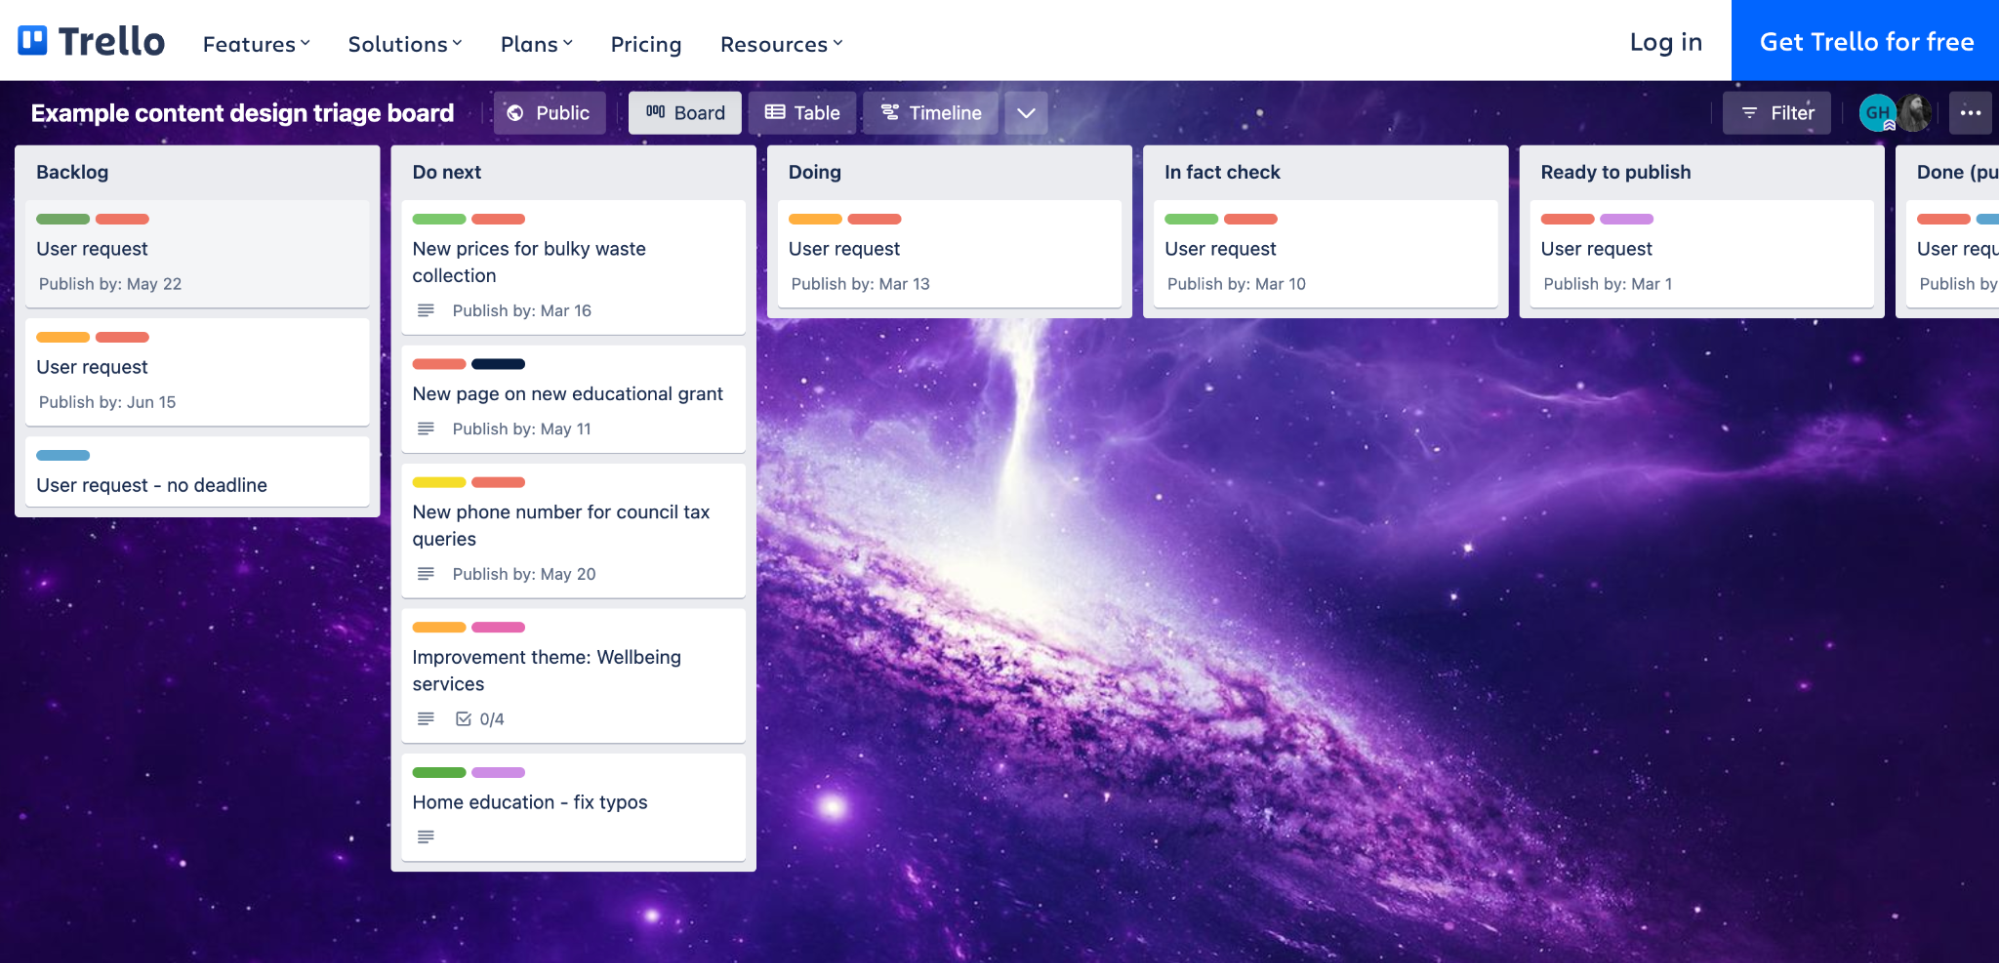 Trello
Features
Solutions
Plans
Pricing
Resources
Log in
Get Trello for free
Example content design triage board
Public
Board
Table
Timeline
Filter
GH
Backlog
User request
Publish by: May 22
User request
Publish by: Jun 15
User request - no deadline
Do next
New prices for bulky waste
collection
Publish by: Mar 16
New page on new educational grant
Publish by: May 11
New phone number for council tax
queries
Publish by: May 20
Improvement theme: Wellbeing
services
0/4
Home education - fix typos
Doing
User request
Publish by: Mar 13
In fact check
User request
Publish by: Mar 10
Ready to publish
User request
Publish by: Mar 1
Done (pu
User requ
Publish by